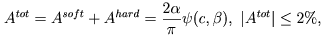 A^{tot} = A^{soft} + A^{hard} = \frac{2\alpha}{\pi} \psi(c, \beta), |A^{tot}| \leq 2\%,